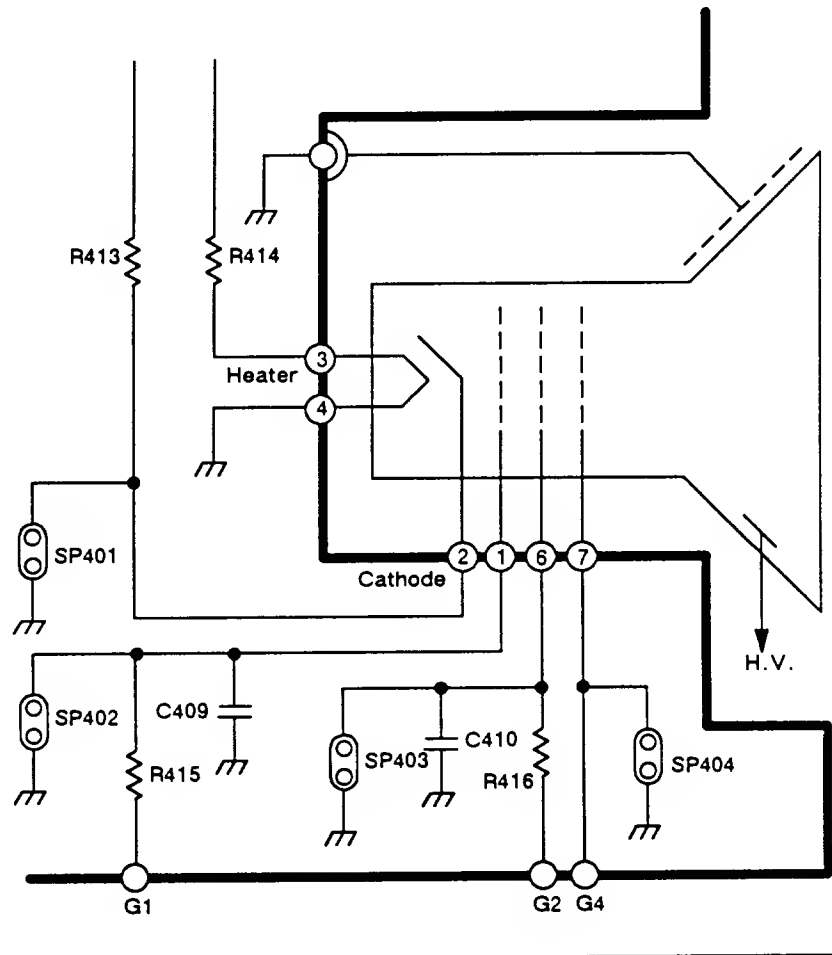 R413
R414
3
Heater
4
SP401
2
1
6
7
Cathode
H.V.
SP402
C409
R415
SP403
C410
R416
SP404
G1
G2
G4